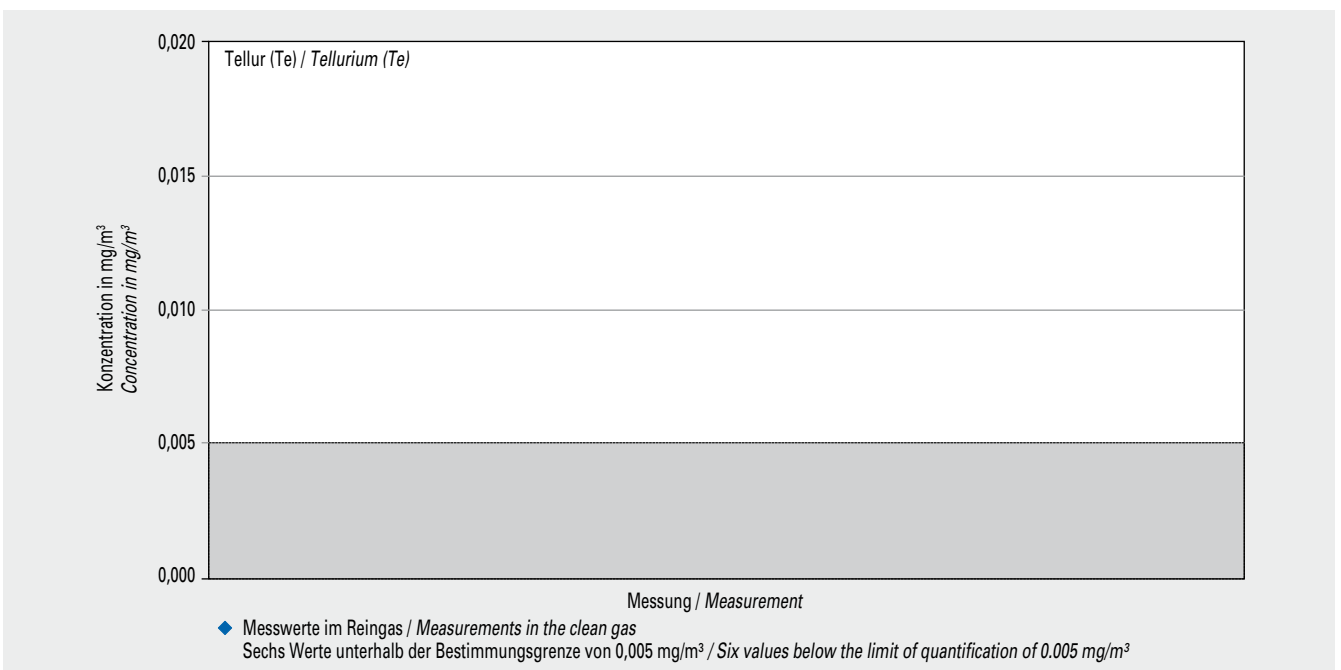 0,020
Tellur (Te) / Tellurium (Te)
0,015
0,010
0,005
0,000
Konzentration in mg/m³
Concentration in mg/m³
Messung / Measurement
Messwerte im Reingas / Measurements in the clean gas
Sechs Werte unterhalb der Bestimmungsgrenze von 0,005 mg/m³ / Six values below the limit of quantification of 0.005 mg/m³